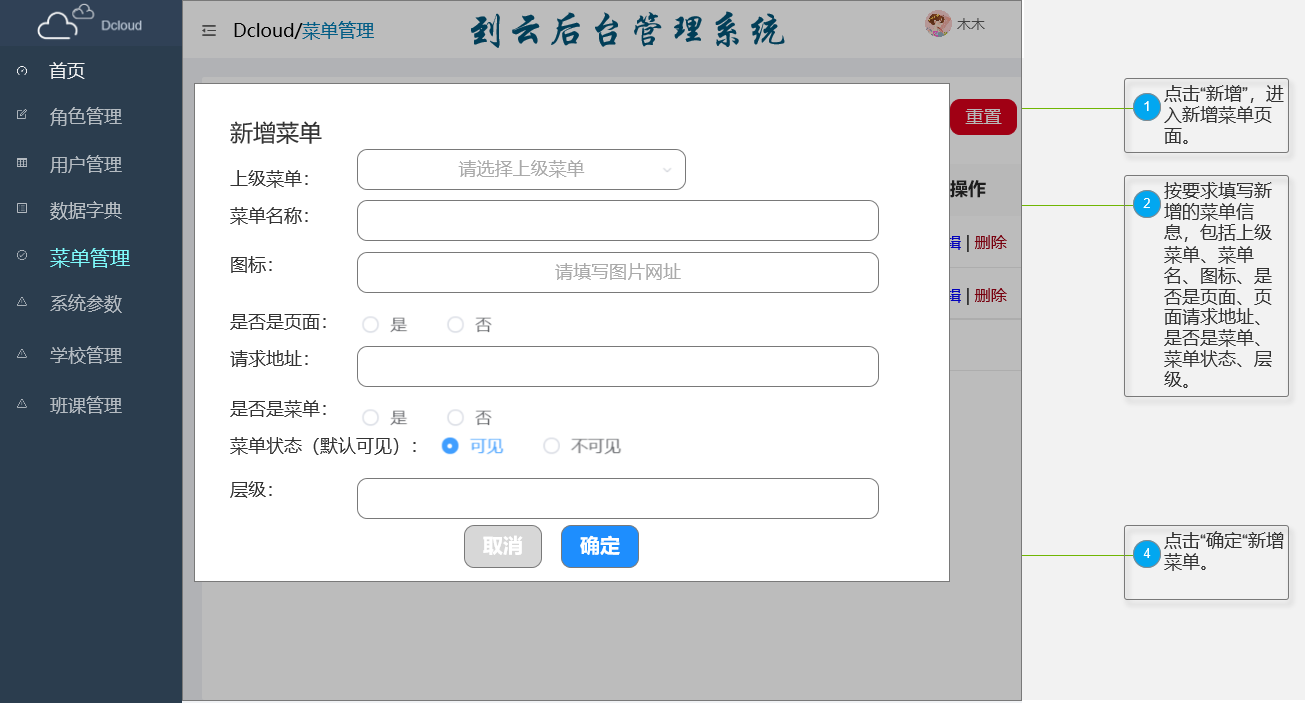 Dcloud
首页
角色管理
用户管理
数据字典
菜单管理
系统参数
学校管理
班课管理
Dcloud/菜单管理
到云后台管理系统
木木
重置
操作
辑 | 删除
辑 | 删除
新增菜单
上级菜单：
请选择上级菜单
菜单名称：
图标：
请填写图片网址
是否是页面：
是
否
请求地址：
是否是菜单：
是
否
菜单状态（默认可见）：
可见
不可见
层级：
取消
确定
1
点击“新增”，进
入新增菜单页
面。
2
按要求填写新
增的菜单信
息，包括上级
菜单、菜单
名、图标、是
否是页面、页
面请求地址、
是否是菜单、
菜单状态、层
级。
4
点击“确定“新增
菜单。